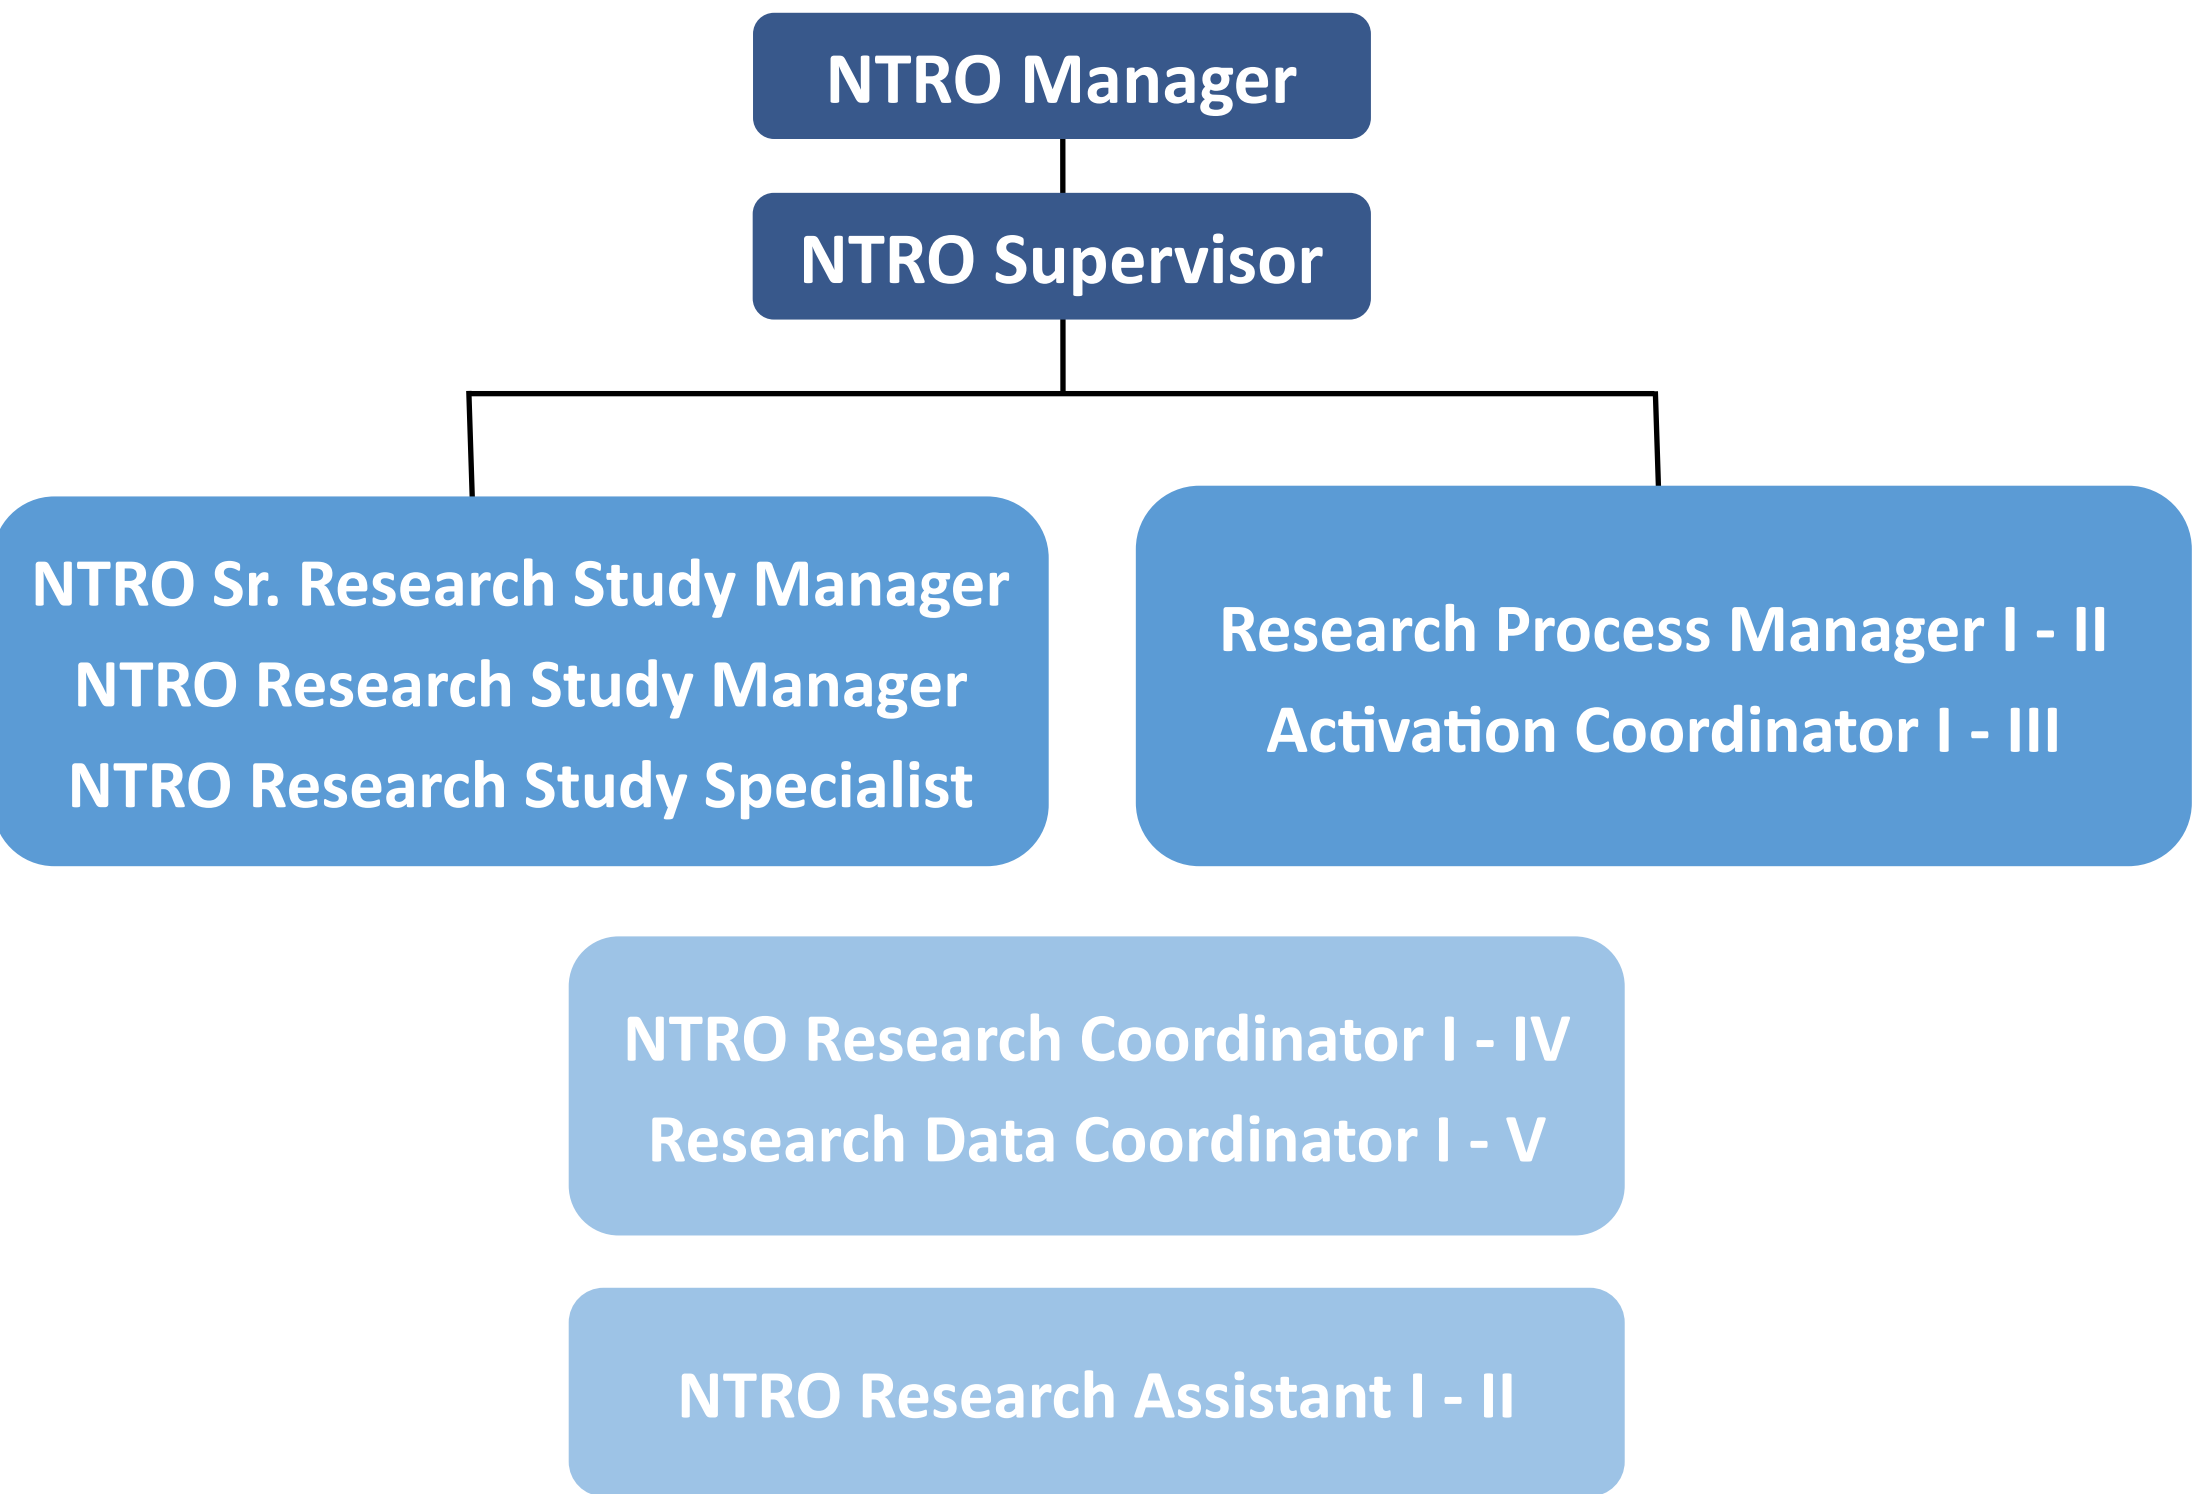 NTRO Manager
NTRO Supervisor
NTRO Sr. Research Study Manager
NTRO Research Study Manager
NTRO Research Study Specialist
Research Process Manager I - II
Activation Coordinator I - III
NTRO Research Coordinator I - IV
Research Data Coordinator I - V
NTRO Research Assistant I - II